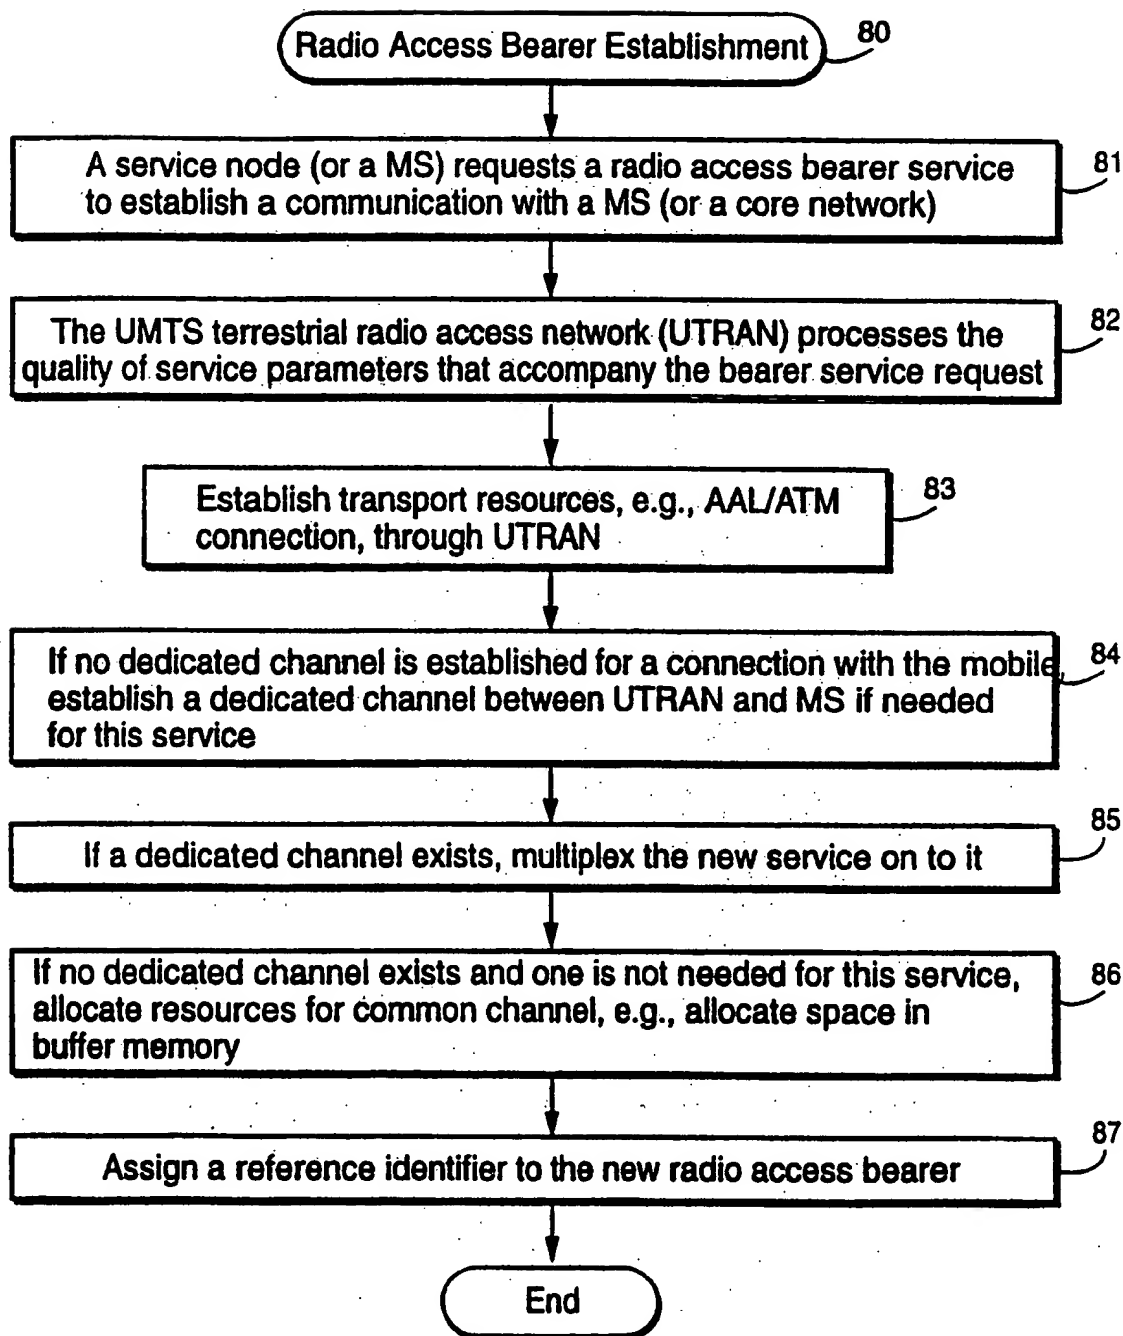 Radio Access Bearer Establishment
80
A service node (or a MS) requests a radio access bearer service
to establish a communication with a MS (or a core network)
81
The UMTS terrestrial radio access network (UTRAN) processes the
quality of service parameters that accompany the bearer service request
82
Establish transport resources, e.g., AAL/ATM
connection, through UTRAN
83
If no dedicated channel is established for a connection with the mobile,
establish a dedicated channel between UTRAN and MS if needed
for this service
84
If a dedicated channel exists, multiplex the new service on to it
85
If no dedicated channel exists and one is not needed for this service,
allocate resources for common channel, e.g., allocate space in
buffer memory
86
Assign a reference identifier to the new radio access bearer
87
End